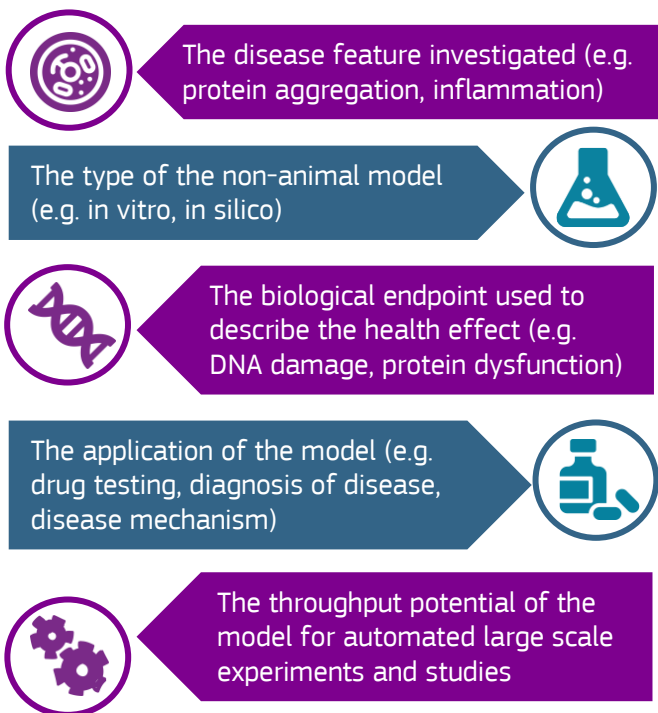 The disease feature investigated (e.g.
protein aggregation, inflammation)
The type of the non-animal model
(e.g. in vitro, in silico)
The biological endpoint used to
describe the health effect (e.g.
DNA damage, protein dysfunction)
The application of the model (e.g.
drug testing, diagnosis of disease,
disease mechanism)
The throughput potential of the
model for automated large scale
experiments and studies